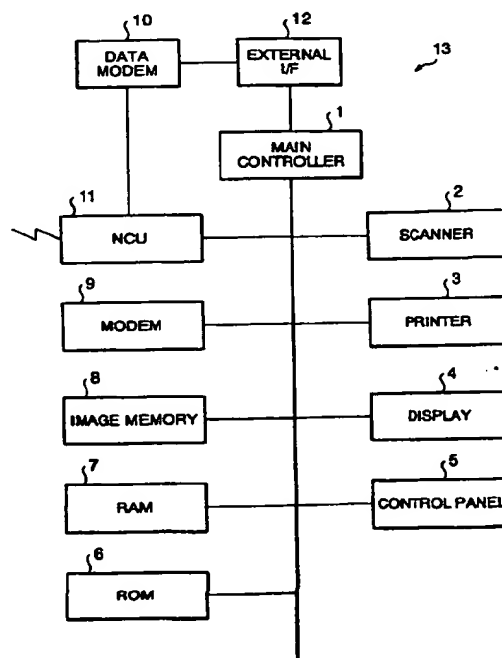 10
12
13
DATA
MODEM
EXTERNAL
I/F
1
MAIN
CONTROLLER
11
NCU
2
SCANNER
9
MODEM
3
PRINTER
8
IMAGE MEMORY
4
DISPLAY
7
RAM
5
CONTROL PANEL
6
ROM